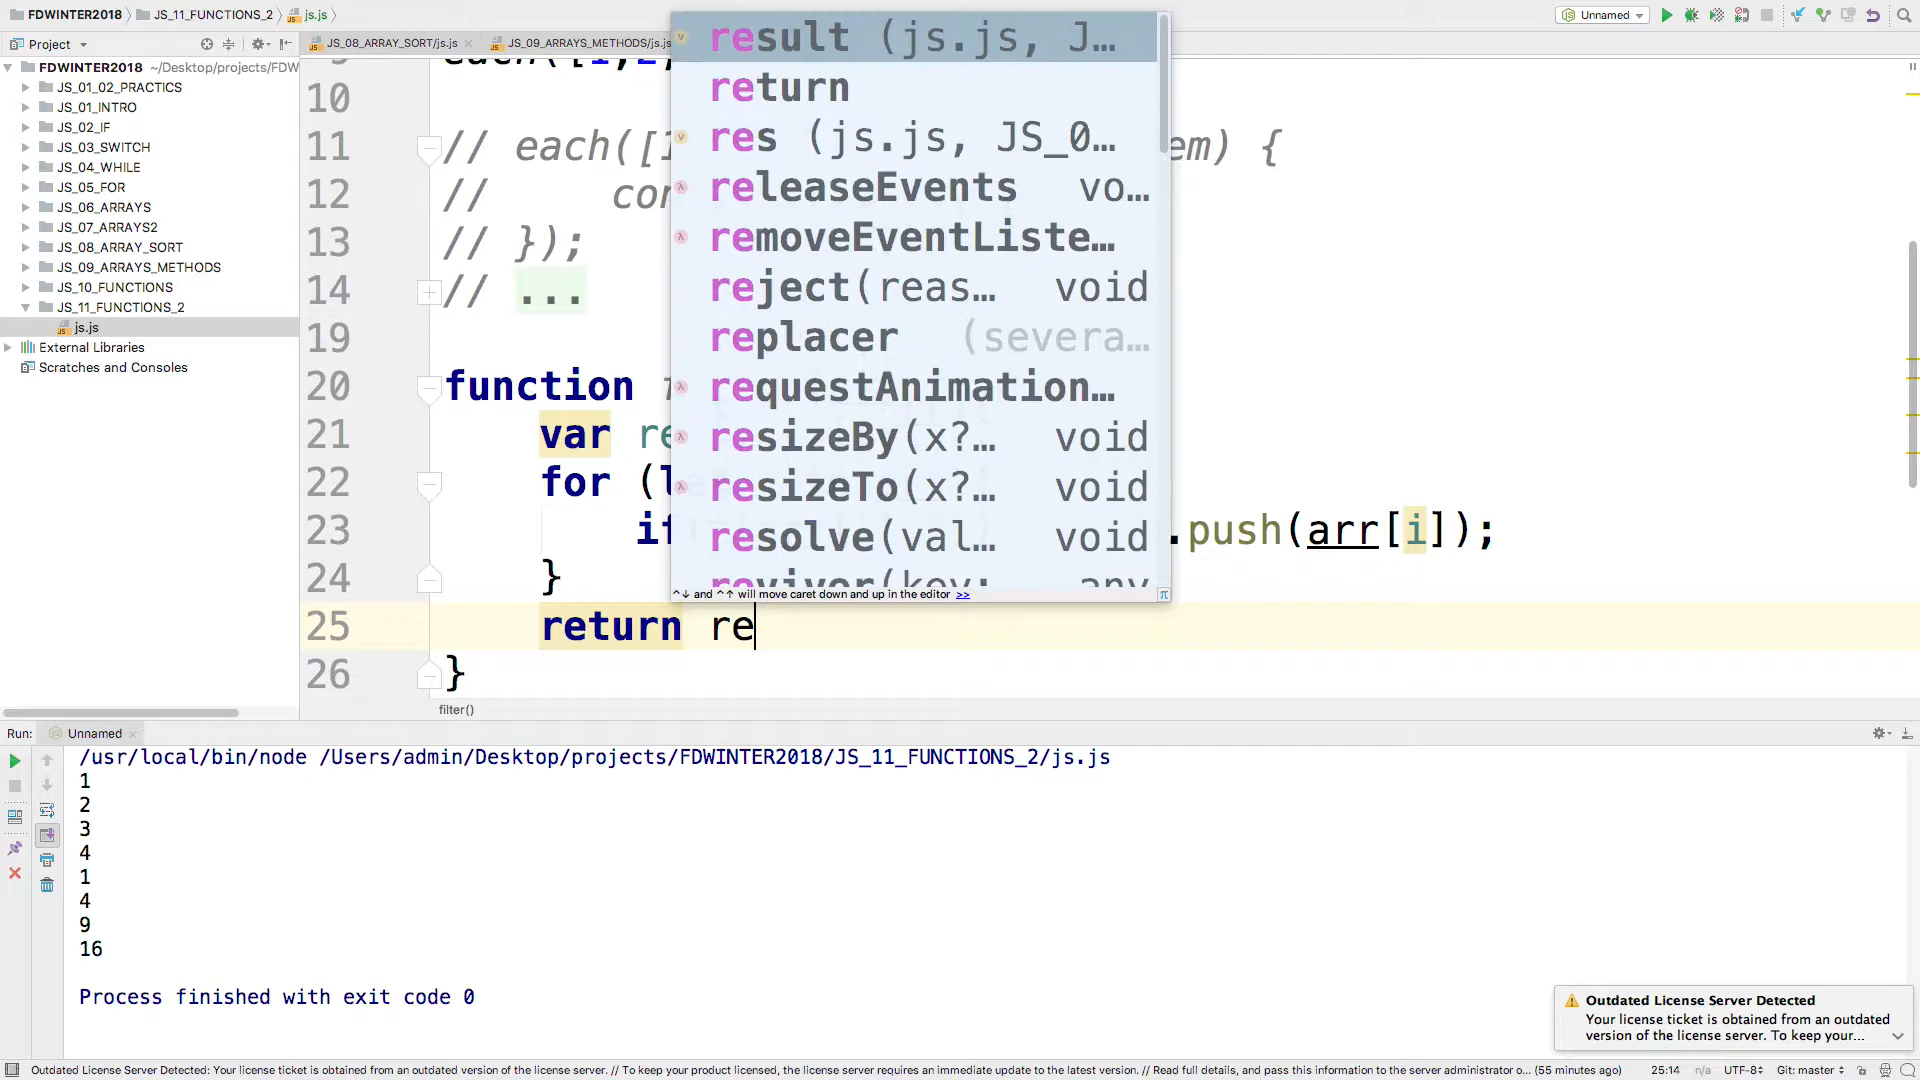 FDWINTER2018 JS_11_FUNCTIONS_2 js.js
Unnamed
Project
JS_08_ARRAY_SORT/js.js
JS_09_ARRAYS_METHODS/js.js
FDWINTER2018 ~/Desktop/projects/FDW
JS_01_02_PRACTICS
JS_01_INTRO
JS_02_IF
JS_03_SWITCH
JS_04_WHILE
JS_05_FOR
JS_06_ARRAYS
JS_07_ARRAYS2
JS_08_ARRAY_SORT
JS_09_ARRAYS_METHODS
JS_10_FUNCTIONS
JS_11_FUNCTIONS_2
js.js
External Libraries
Scratches and Consoles
10
11 // each([ em) {
12 // con
13 // });
14 // ...
19
20 function
21 var re
22 for (l
23 if .push(arr[i]);
24 }
25 return re
26 }
result (js.js, J…
return
res (js.js, JS_0…
releaseEvents vo…
removeEventListe…
reject(reas… void
replacer (severa…
requestAnimation…
resizeBy(x?… void
resizeTo(x?… void
resolve(val… void
reviver(key: any
^↓ and ^↑ will move caret down and up in the editor >>
π
filter()
Run: Unnamed
/usr/local/bin/node /Users/admin/Desktop/projects/FDWINTER2018/JS_11_FUNCTIONS_2/js.js
1
2
3
4
1
4
9
16
Process finished with exit code 0
Outdated License Server Detected
Your license ticket is obtained from an outdated
version of the license server. To keep your...
Outdated License Server Detected: Your license ticket is obtained from an outdated version of the license server. // To keep your product licensed, the license server requires an immediate update to the latest version. // Read full details, and pass this information to the server administrator o... (55 minutes ago)
25:14 n/a UTF-8 Git: master